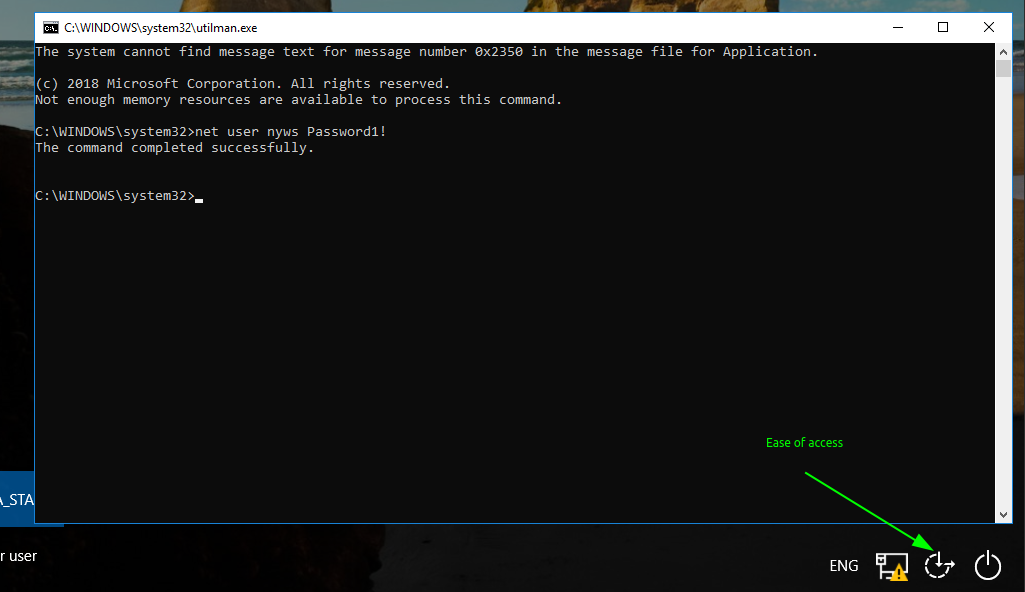 C:\WINDOWS\system32\utilman.exe
The system cannot find message text for message number 0x2350 in the message file for Application.
(c) 2018 Microsoft Corporation. All rights reserved.
Not enough memory resources are available to process this command.
C:\WINDOWS\system32>net user nyws Password1!
The command completed successfully.
C:\WINDOWS\system32>
Ease of access
_STA
r user
ENG